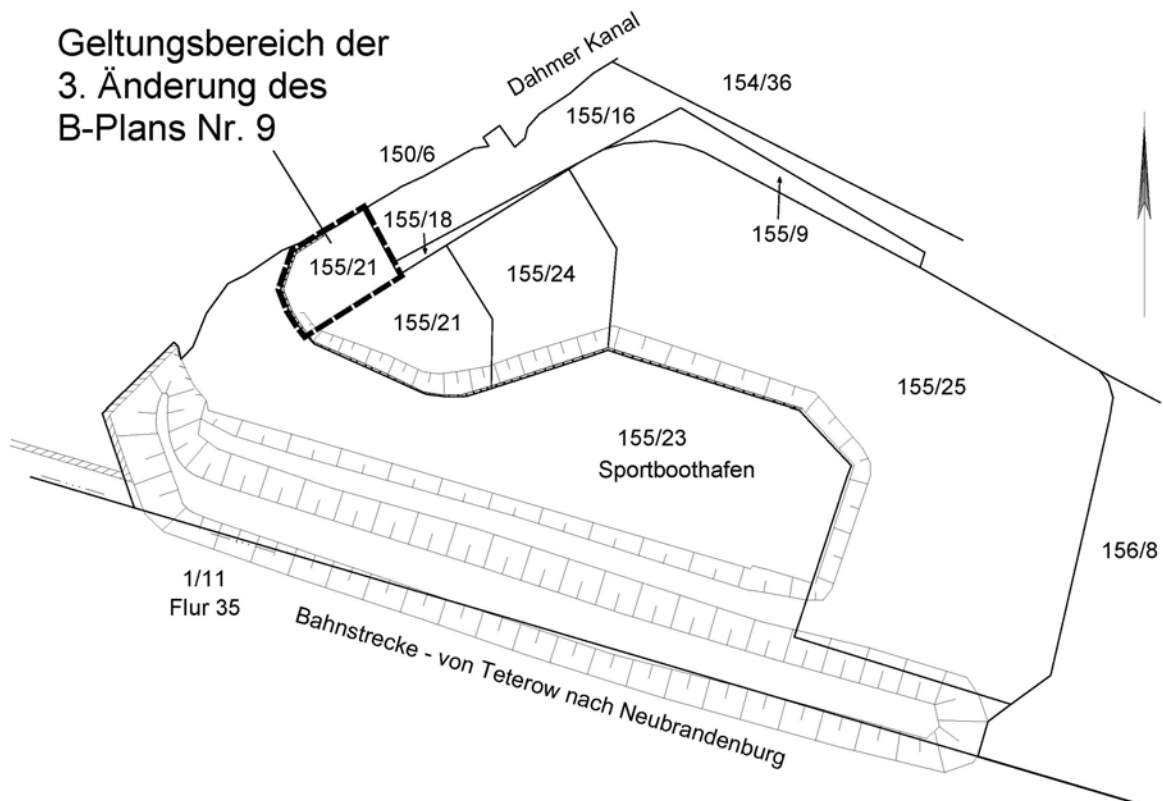 Geltungsbereich der
3. Änderung des
B-Plans Nr. 9
Dahmer Kanal
154/36
155/16
150/6
155/18
155/9
155/21
155/24
155/21
155/25
155/23
Sportboothafen
156/8
1/11
Flur 35
Bahnstrecke - von Teterow nach Neubrandenburg